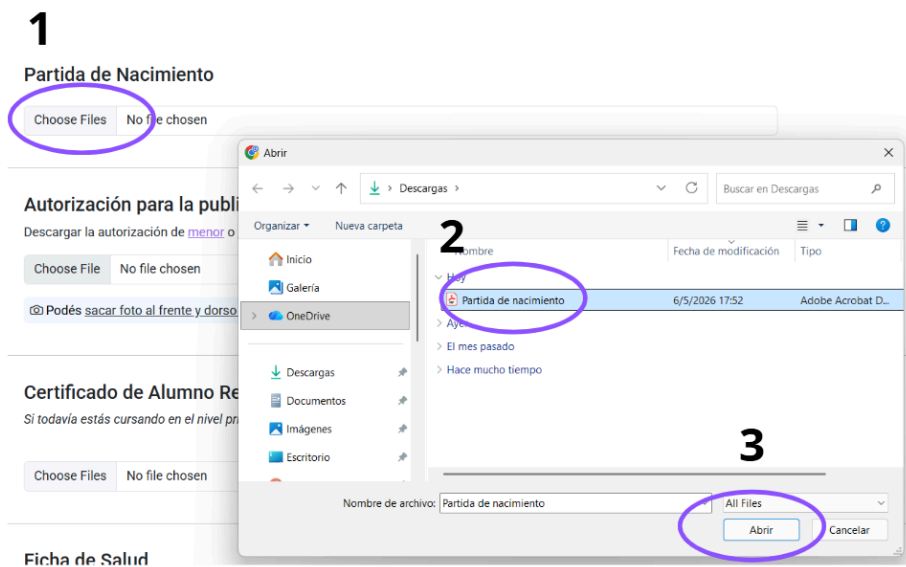 1
Partida de Nacimiento
Choose Files No file chosen
Autorización para la publi
Descargar la autorización de menor o
Choose File No file chosen
Podés sacar foto al frente y dorso
Certificado de Alumno Re
Si todavía estás cursando en el nivel pri
Choose Files No file chosen
Ficha de Salud
Abrir
Descargas
Buscar en Descargas
Organizar
Nueva carpeta
2
Inicio
Galería
OneDrive
Descargas
Documentos
Imágenes
Escritorio
Nombre Fecha de modificación Tipo
Hoy
Partida de nacimiento 6/5/2026 17:52 Adobe Acrobat D...
Ayer
El mes pasado
Hace mucho tiempo
3
Nombre de archivo: Partida de nacimiento All Files
Abrir Cancelar